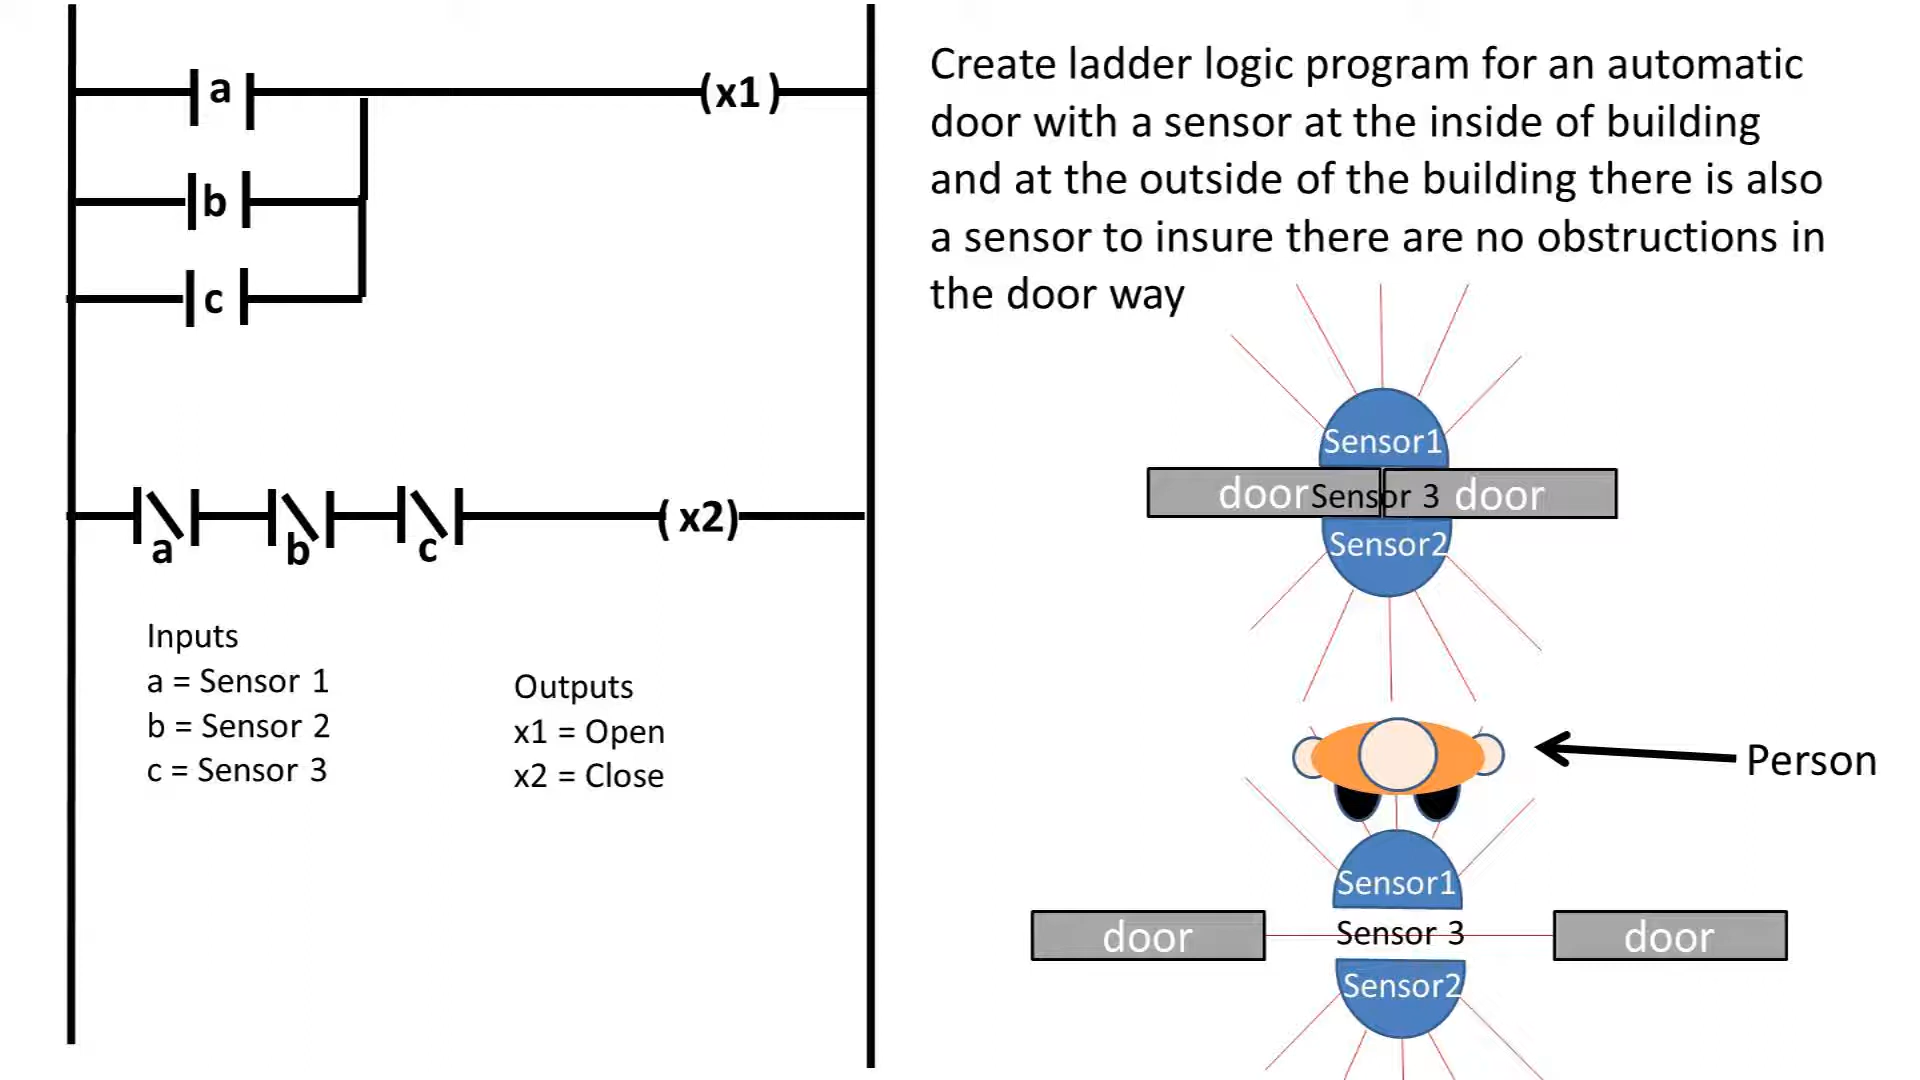 a
(x1)
b
c
a
b
c
(x2)
Inputs
a = Sensor 1
b = Sensor 2
c = Sensor 3
Outputs
x1 = Open
x2 = Close
Create ladder logic program for an automatic
door with a sensor at the inside of building
and at the outside of the building there is also
a sensor to insure there are no obstructions in
the door way
Sensor1
door Sensor 3 door
Sensor2
Person
Sensor1
door Sensor 3 door
Sensor2